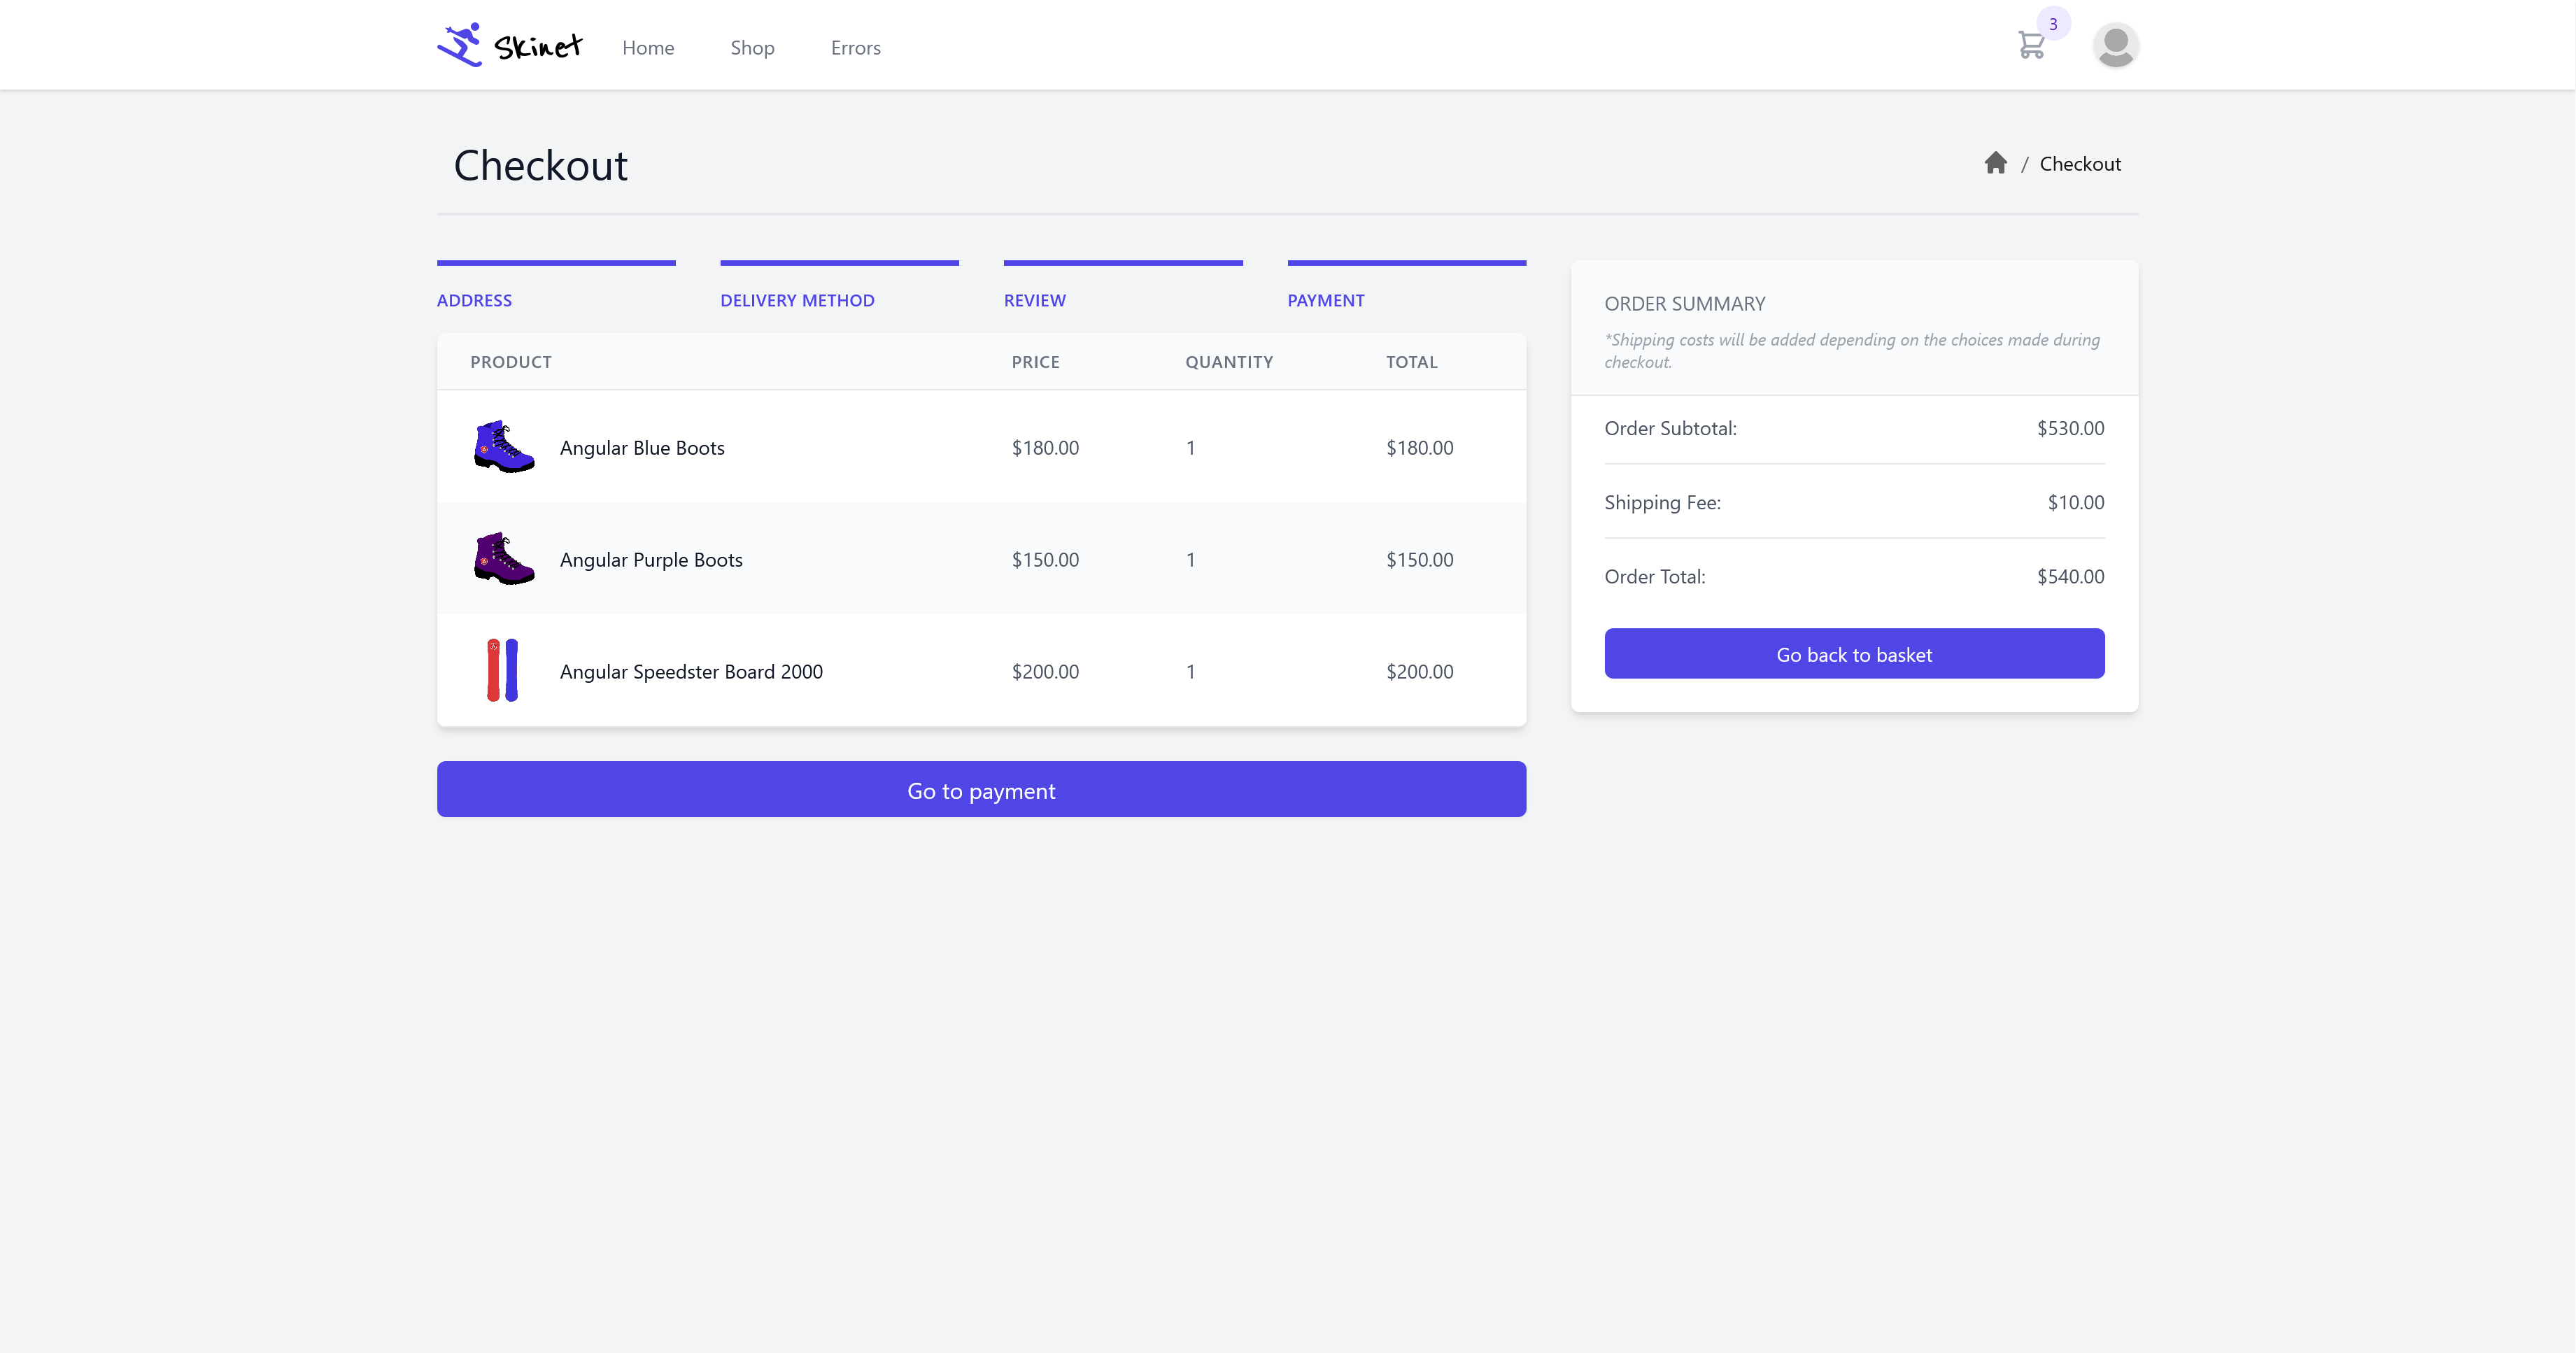 Skinet Home Shop Errors 3
Checkout
/ Checkout
ADDRESS DELIVERY METHOD REVIEW PAYMENT
PRODUCT PRICE QUANTITY TOTAL
Angular Blue Boots $180.00 1 $180.00
Angular Purple Boots $150.00 1 $150.00
Angular Speedster Board 2000 $200.00 1 $200.00
Go to payment
ORDER SUMMARY
*Shipping costs will be added depending on the choices made during
checkout.
Order Subtotal: $530.00
Shipping Fee: $10.00
Order Total: $540.00
Go back to basket